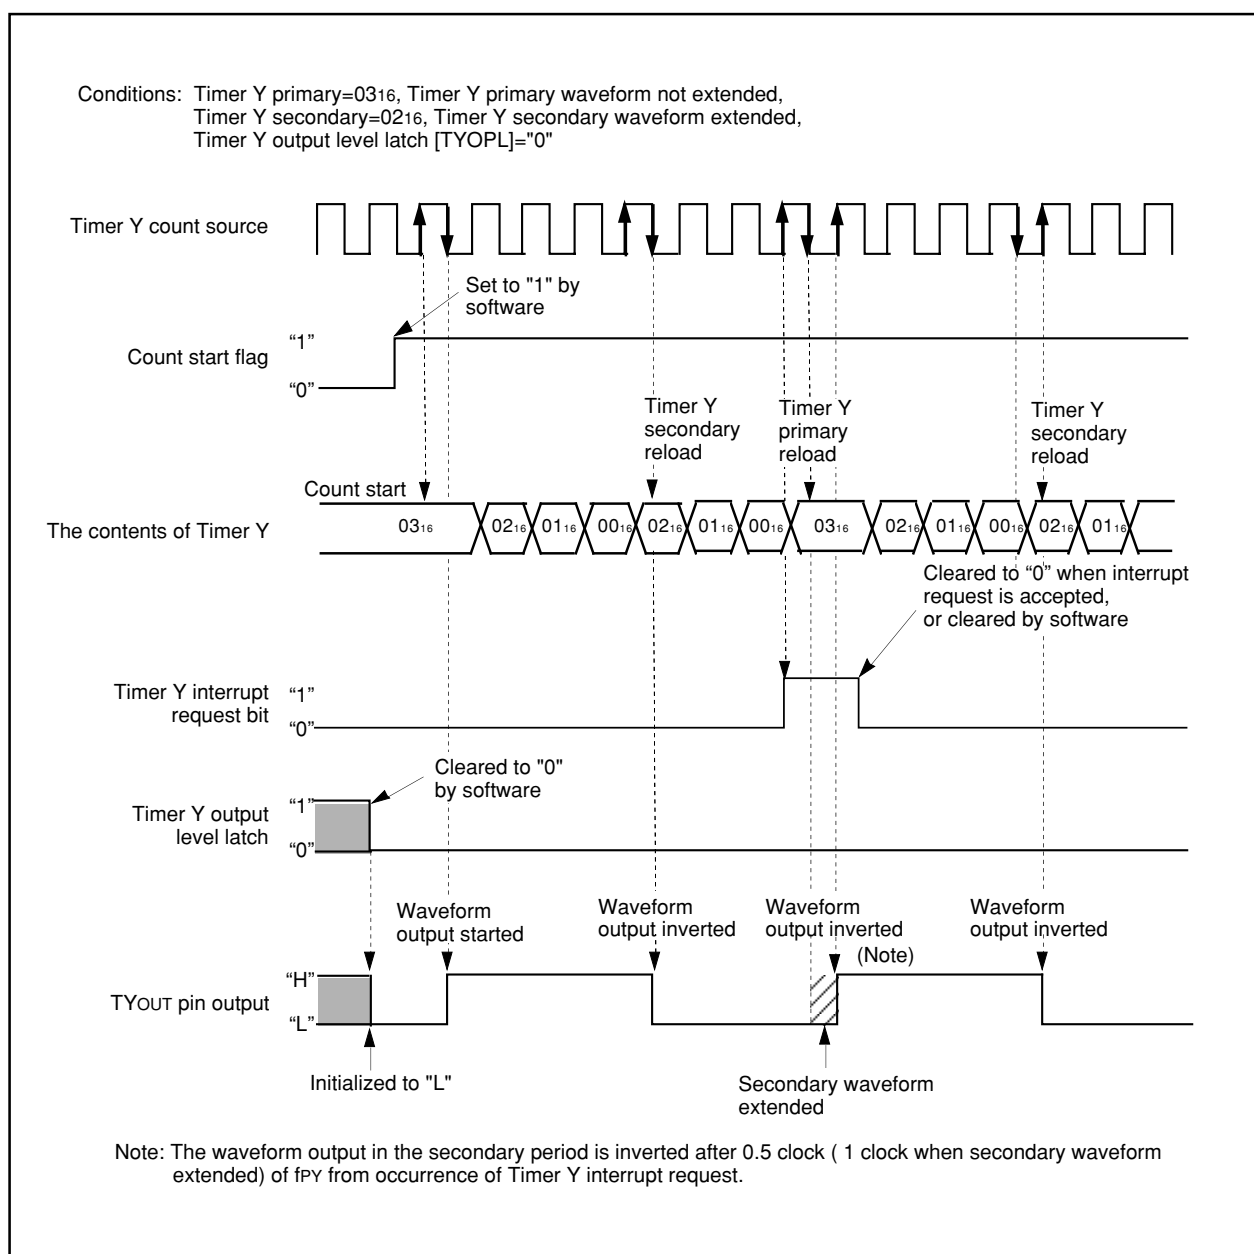 Conditions: Timer Y primary=0316, Timer Y primary waveform not extended,
Timer Y secondary=0216, Timer Y secondary waveform extended,
Timer Y output level latch [TYOPL]="0"
Timer Y count source
Set to "1" by
software
“1”
Count start flag
“0”
Timer Y
secondary
reload
Timer Y
primary
reload
Timer Y
secondary
reload
Count start
The contents of Timer Y
0316 0216 0116 0016 0216 0116 0016 0316 0216 0116 0016 0216 0116
Cleared to “0” when interrupt
request is accepted,
or cleared by software
Timer Y interrupt
request bit
“1”
“0”
Cleared to "0"
by software
Timer Y output
level latch
“1”
“0”
Waveform
output started
Waveform
output inverted
Waveform
output inverted
(Note)
Waveform
output inverted
“H”
TYOUT pin output
“L”
Initialized to "L"
Secondary waveform
extended
Note: The waveform output in the secondary period is inverted after 0.5 clock ( 1 clock when secondary waveform
extended) of fPY from occurrence of Timer Y interrupt request.